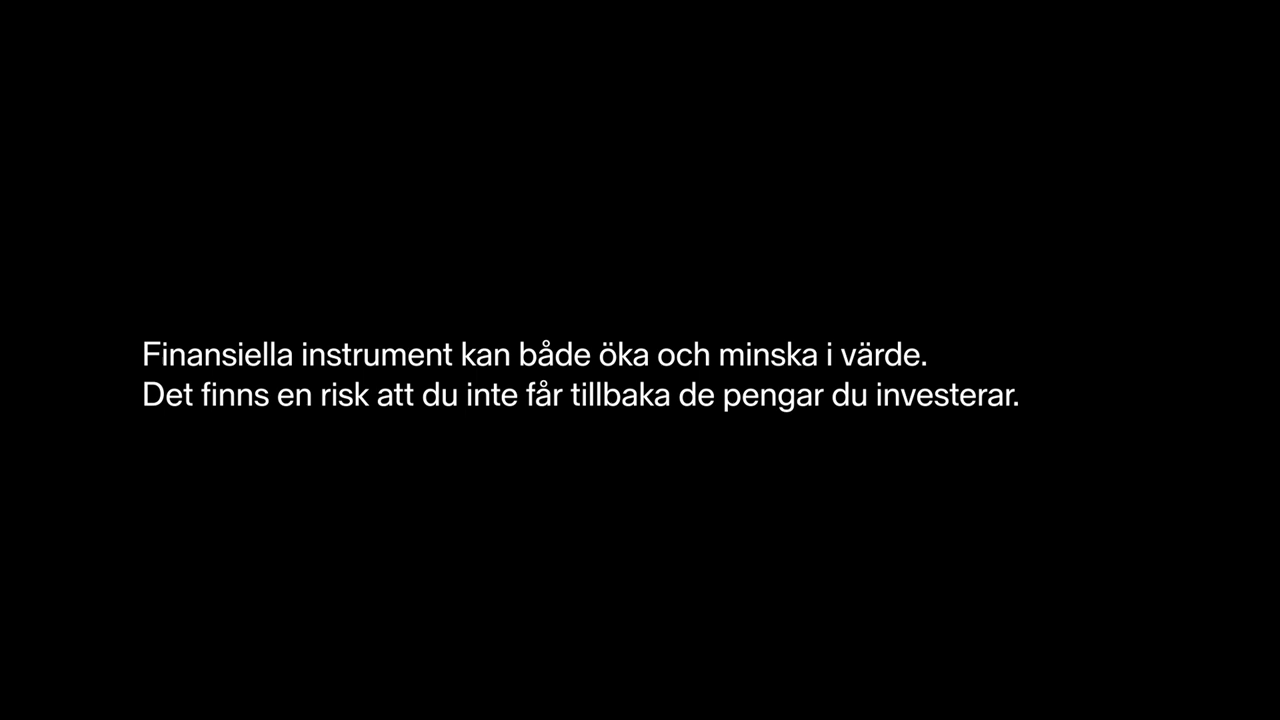 Finansiella instrument kan både öka och minska i värde.
Det finns en risk att du inte får tillbaka de pengar du investerar.